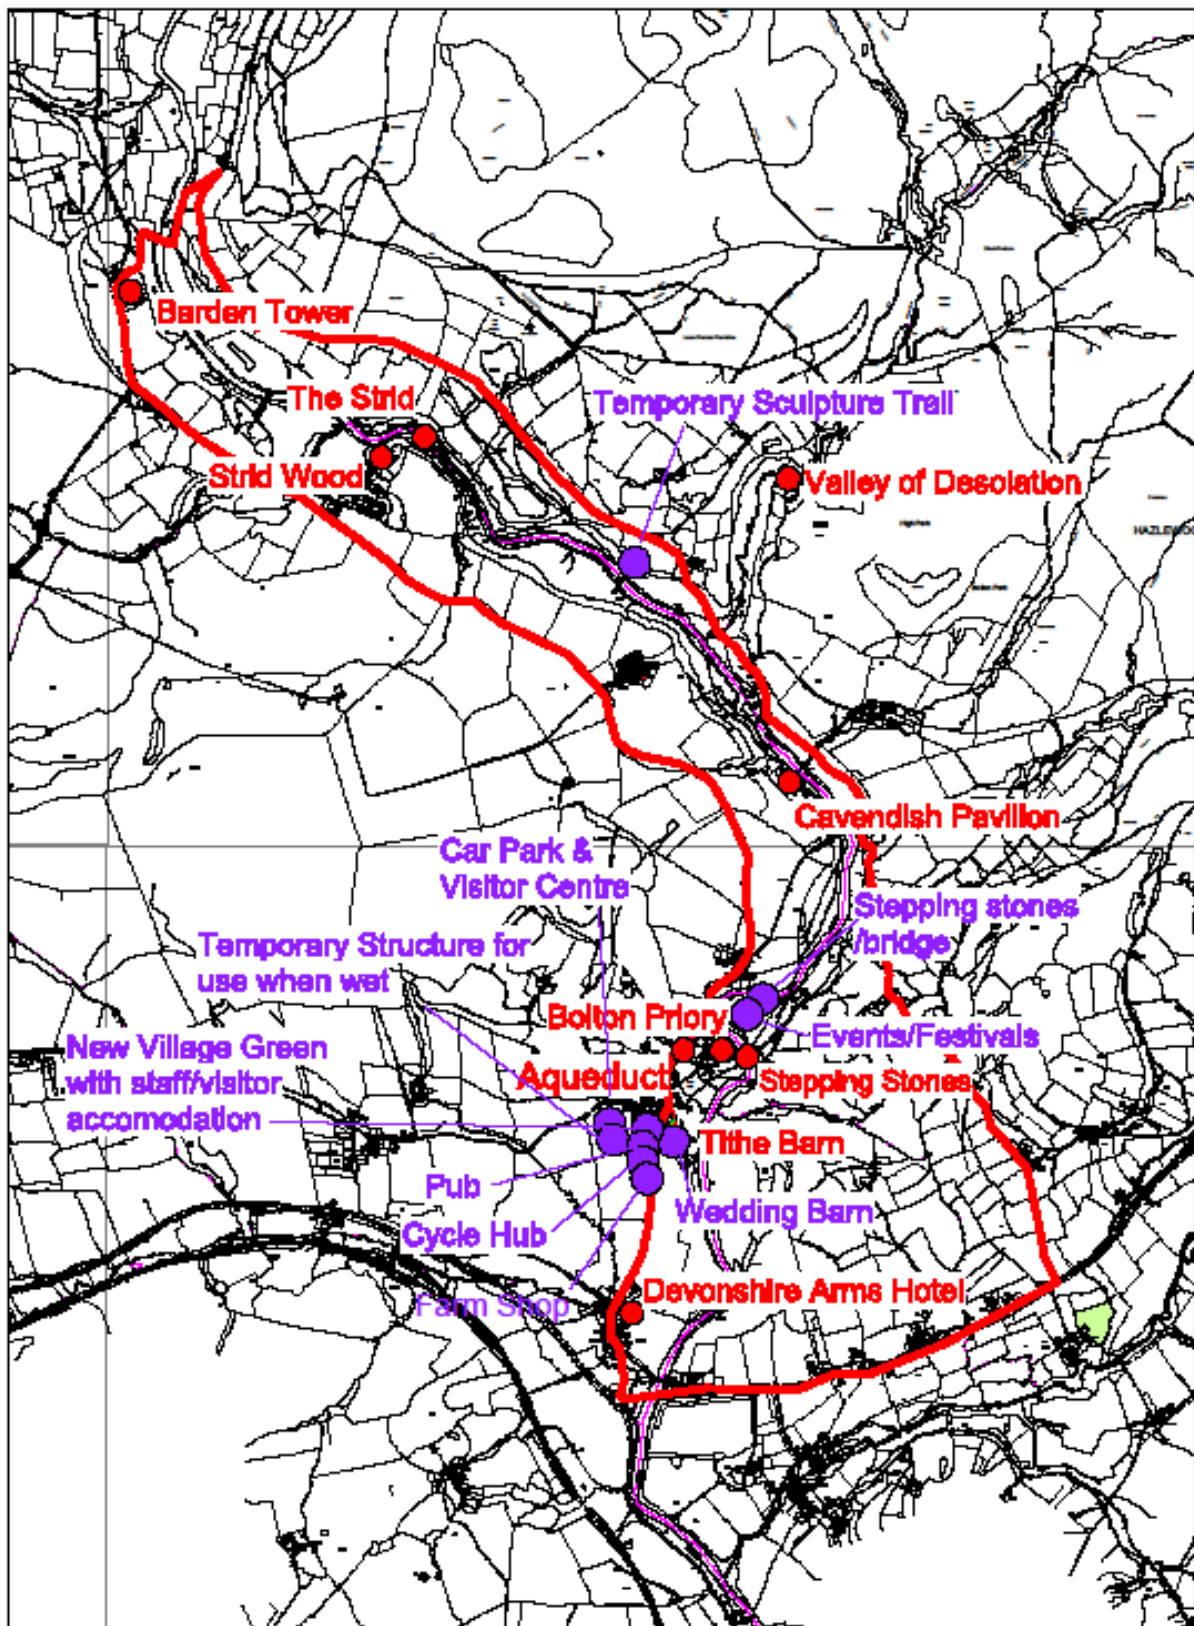 Barden Tower
The Strid
Temporary Sculpture Trail
Strid Wood
Valley of Desolation
High Park
HAZLEWOO
Cavendish Pavilion
Car Park &
Visitor Centre
Stepping stones
/bridge
Temporary Structure for
use when wet
Bolton Priory
Events/Festivals
New Village Green
with staff/visitor
accomodation
Aqueduct
Stepping Stones
Tithe Barn
Pub
Wedding Barn
Cycle Hub
Devonshire Arms Hotel
Farm Shop